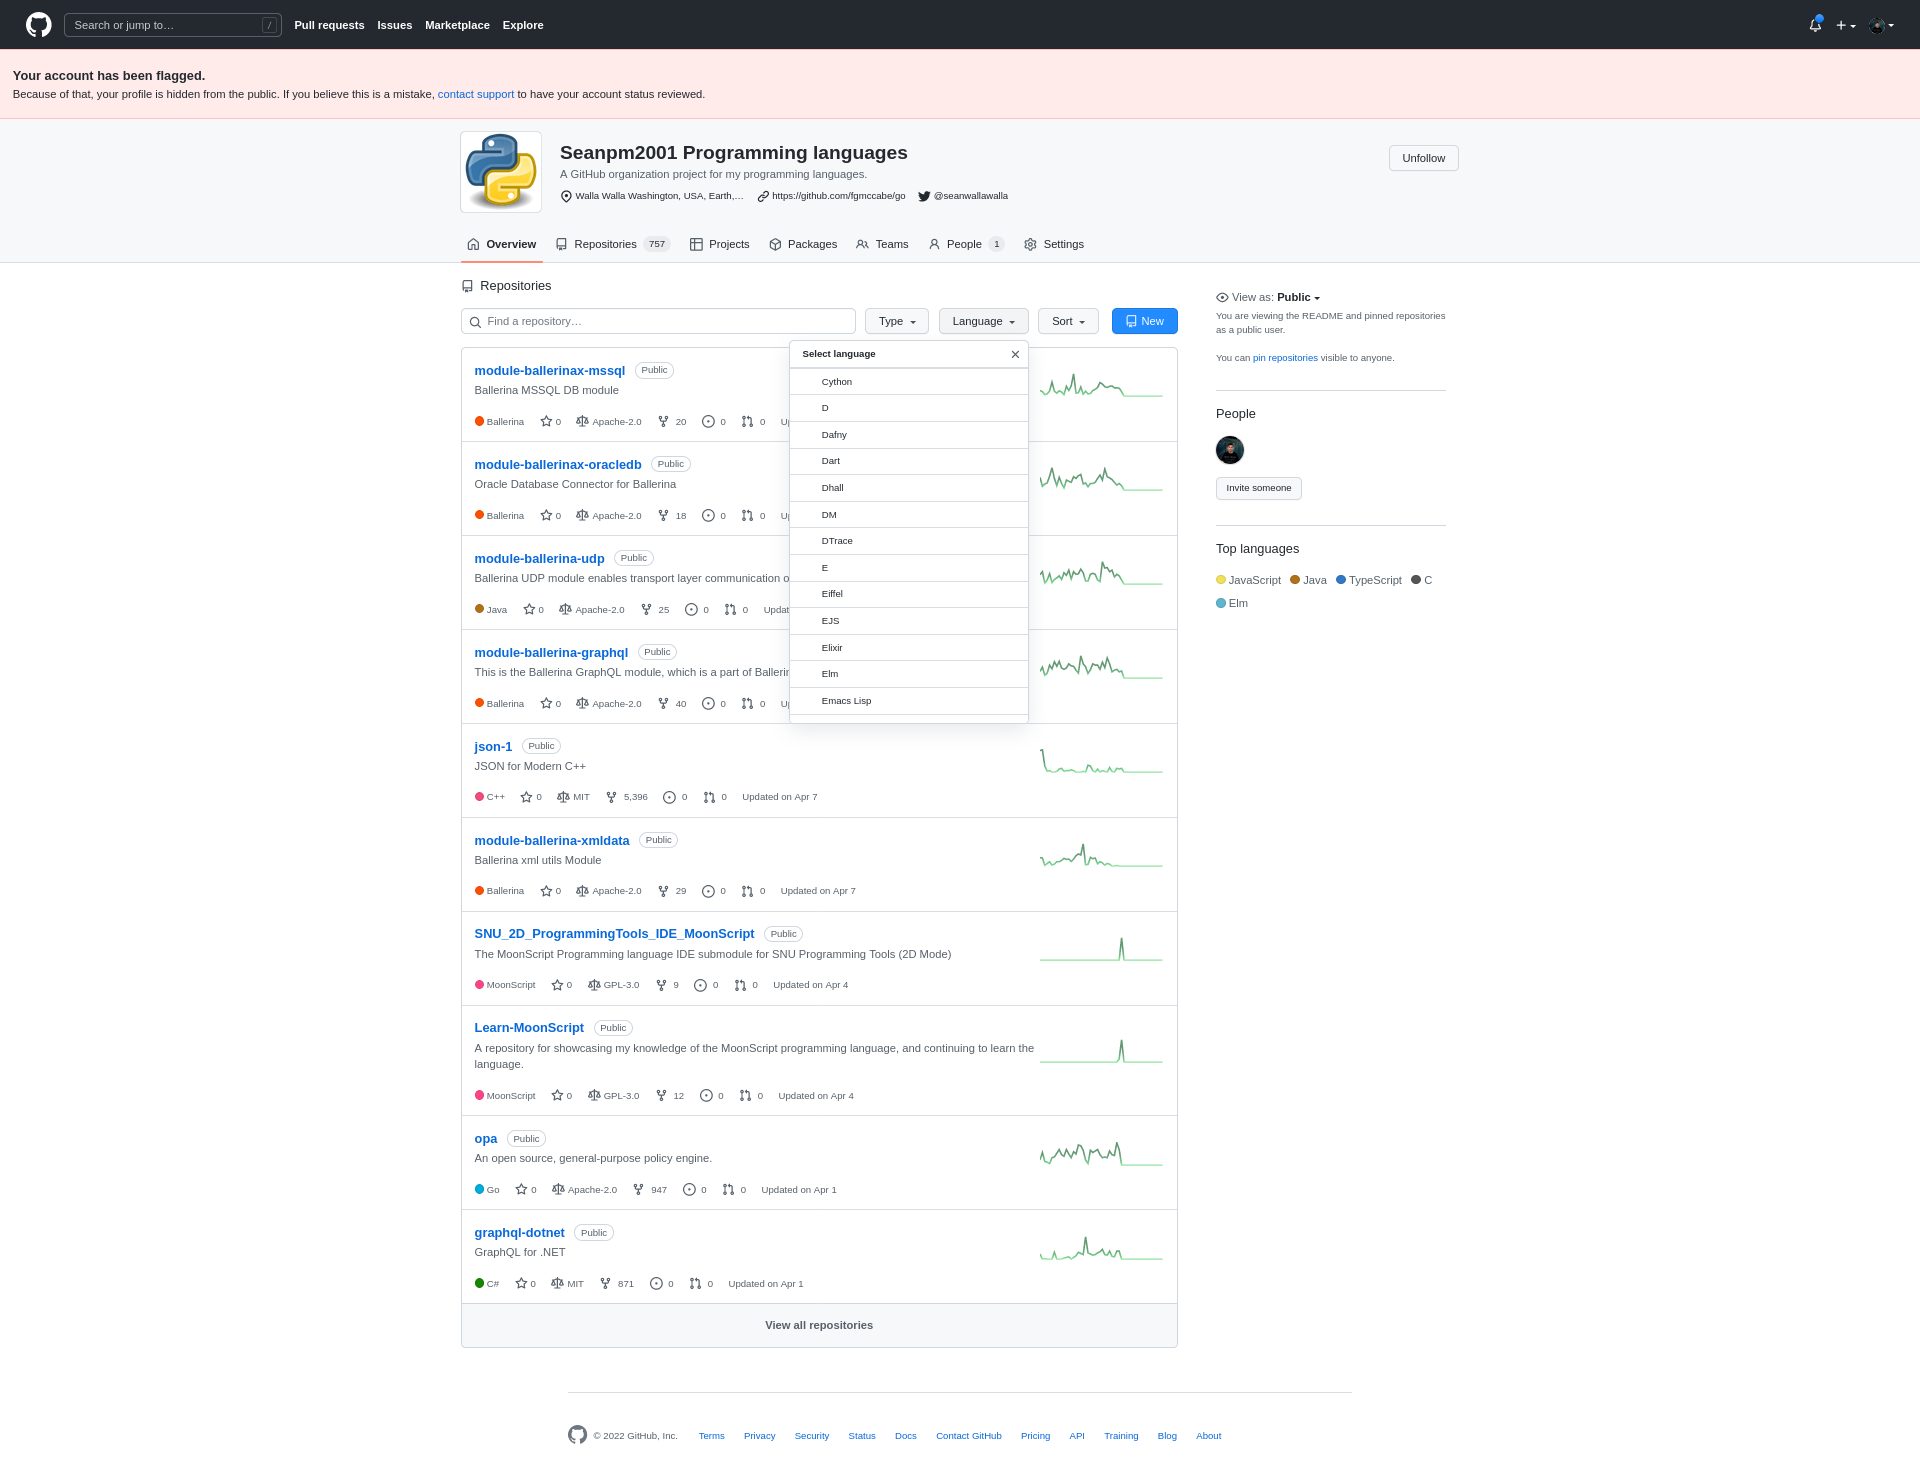 Search or jump to… /
Pull requests Issues Marketplace Explore
Your account has been flagged.
Because of that, your profile is hidden from the public. If you believe this is a mistake, contact support to have your account status reviewed.
Seanpm2001 Programming languages
Unfollow
A GitHub organization project for my programming languages.
Walla Walla Washington, USA, Earth,… https://github.com/fgmccabe/go @seanwallawalla
Overview Repositories 757 Projects Packages Teams People 1 Settings
Repositories
Find a repository… Type Language Sort New
Select language
Cython
D
Dafny
Dart
Dhall
DM
DTrace
E
Eiffel
EJS
Elixir
Elm
Emacs Lisp
module-ballerinax-mssql Public
Ballerina MSSQL DB module
Ballerina 0 Apache-2.0 20 0 0 Up
module-ballerinax-oracledb Public
Oracle Database Connector for Ballerina
Ballerina 0 Apache-2.0 18 0 0 Up
module-ballerina-udp Public
Ballerina UDP module enables transport layer communication o
Java 0 Apache-2.0 25 0 0 Updat
module-ballerina-graphql Public
This is the Ballerina GraphQL module, which is a part of Ballerin
Ballerina 0 Apache-2.0 40 0 0 Up
json-1 Public
JSON for Modern C++
C++ 0 MIT 5,396 0 0 Updated on Apr 7
module-ballerina-xmldata Public
Ballerina xml utils Module
Ballerina 0 Apache-2.0 29 0 0 Updated on Apr 7
SNU_2D_ProgrammingTools_IDE_MoonScript Public
The MoonScript Programming language IDE submodule for SNU Programming Tools (2D Mode)
MoonScript 0 GPL-3.0 9 0 0 Updated on Apr 4
Learn-MoonScript Public
A repository for showcasing my knowledge of the MoonScript programming language, and continuing to learn the
language.
MoonScript 0 GPL-3.0 12 0 0 Updated on Apr 4
opa Public
An open source, general-purpose policy engine.
Go 0 Apache-2.0 947 0 0 Updated on Apr 1
graphql-dotnet Public
GraphQL for .NET
C# 0 MIT 871 0 0 Updated on Apr 1
View all repositories
View as: Public
You are viewing the README and pinned repositories
as a public user.
You can pin repositories visible to anyone.
People
Invite someone
Top languages
JavaScript Java TypeScript C
Elm
© 2022 GitHub, Inc. Terms Privacy Security Status Docs Contact GitHub Pricing API Training Blog About